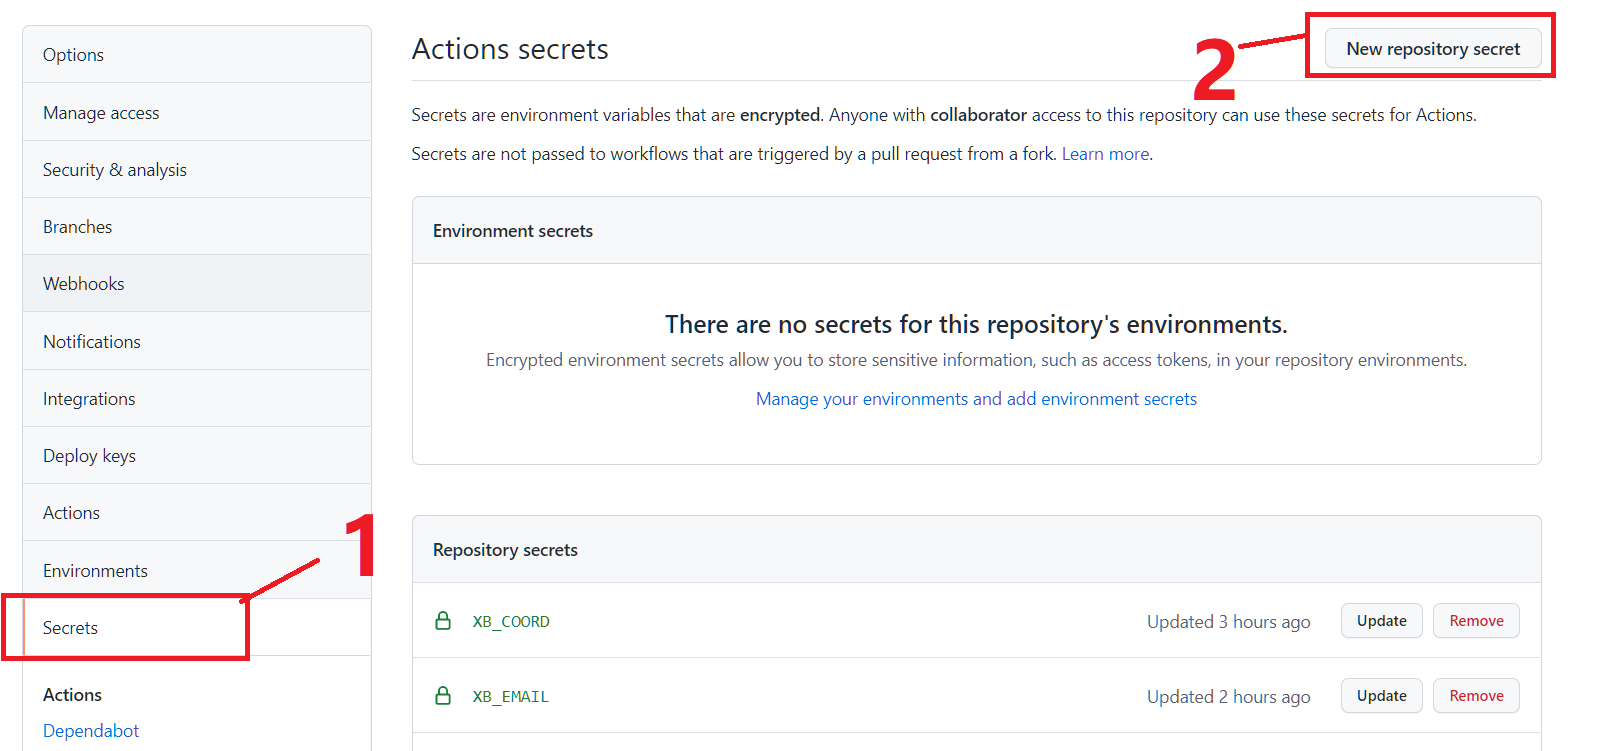 Options
Manage access
Security & analysis
Branches
Webhooks
Notifications
Integrations
Deploy keys
Actions
Environments
Secrets
Actions
Dependabot
1
Actions secrets
2
New repository secret
Secrets are environment variables that are encrypted. Anyone with collaborator access to this repository can use these secrets for Actions.
Secrets are not passed to workflows that are triggered by a pull request from a fork. Learn more.
Environment secrets
There are no secrets for this repository's environments.
Encrypted environment secrets allow you to store sensitive information, such as access tokens, in your repository environments.
Manage your environments and add environment secrets
Repository secrets
XB_COORD Updated 3 hours ago Update Remove
XB_EMAIL Updated 2 hours ago Update Remove